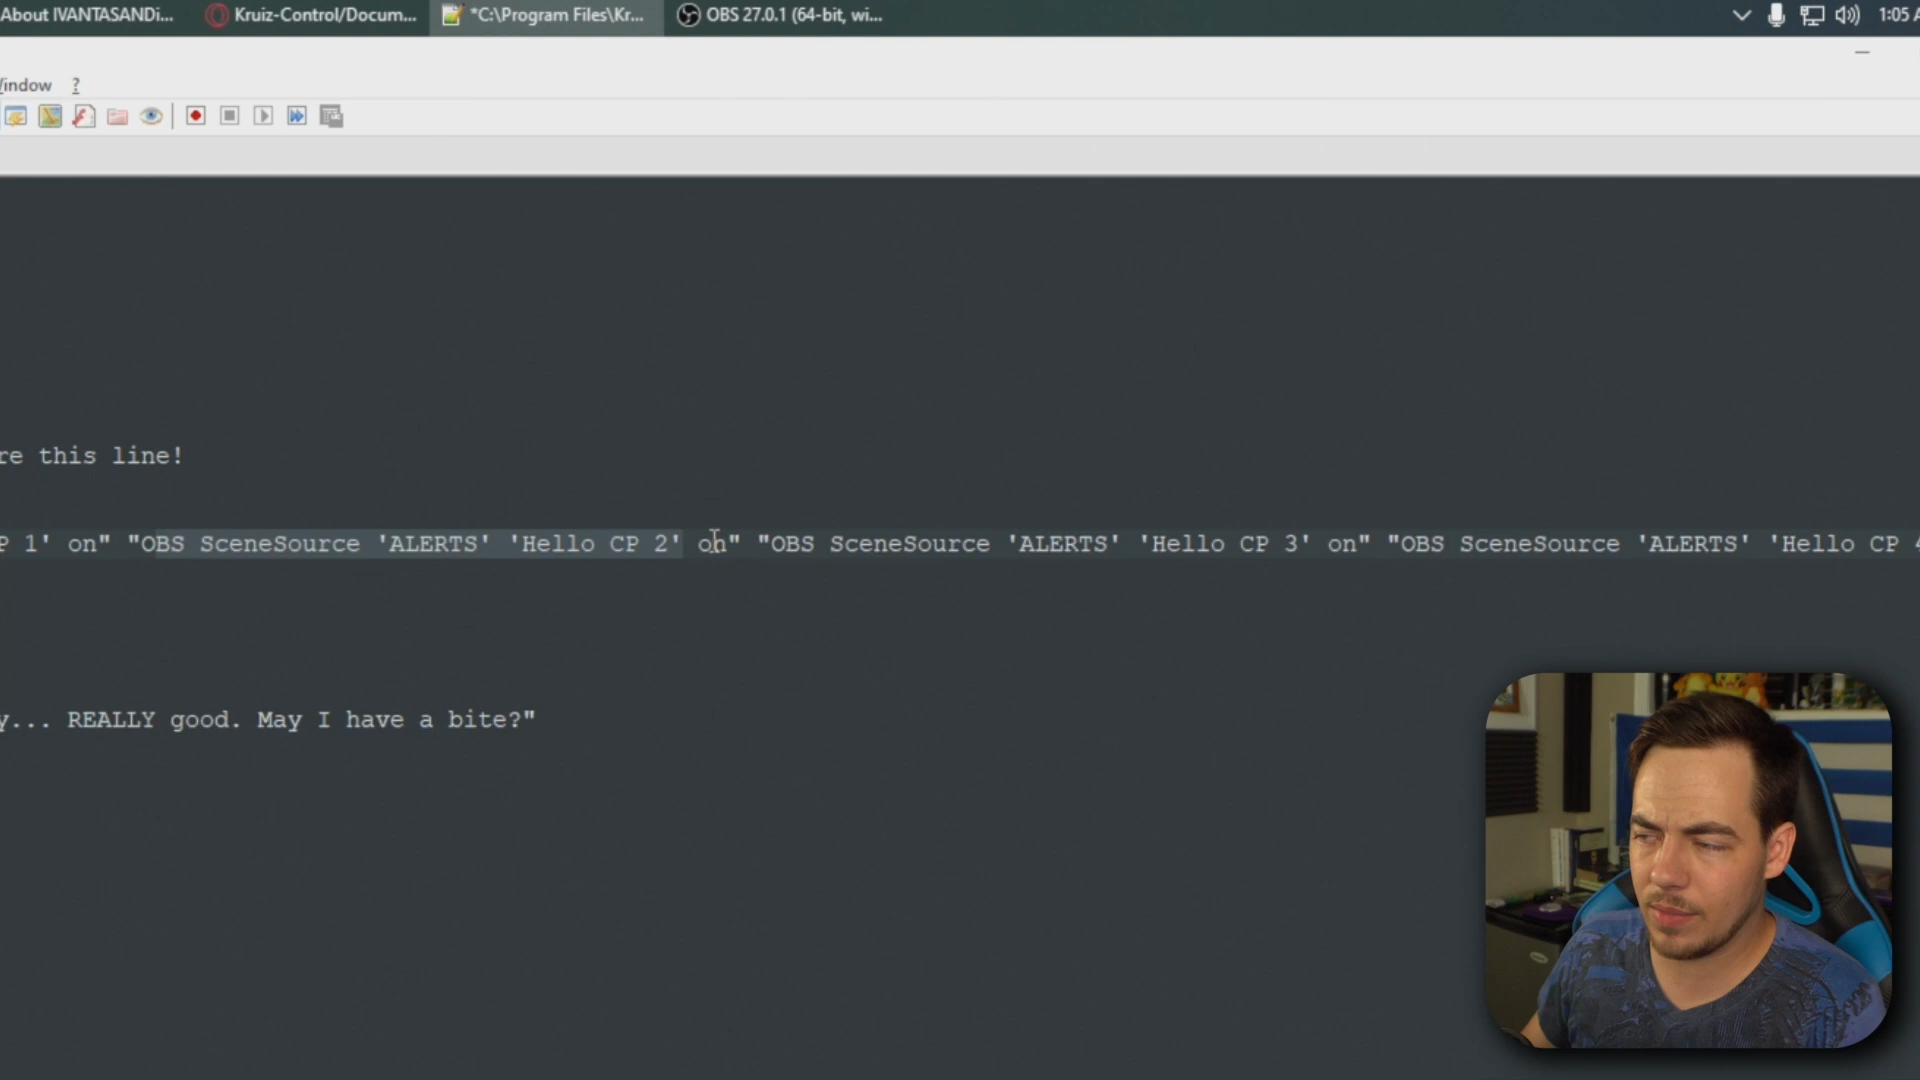 About IVANTASANDi... Kruiz-Control/Docum... *C:\Program Files\Kr... OBS 27.0.1 (64-bit, wi... 1:05
indow ?
re this line!
P 1' on" "OBS SceneSource 'ALERTS' 'Hello CP 2' on" "OBS SceneSource 'ALERTS' 'Hello CP 3' on" "OBS SceneSource 'ALERTS' 'Hello CP 4
y... REALLY good. May I have a bite?"